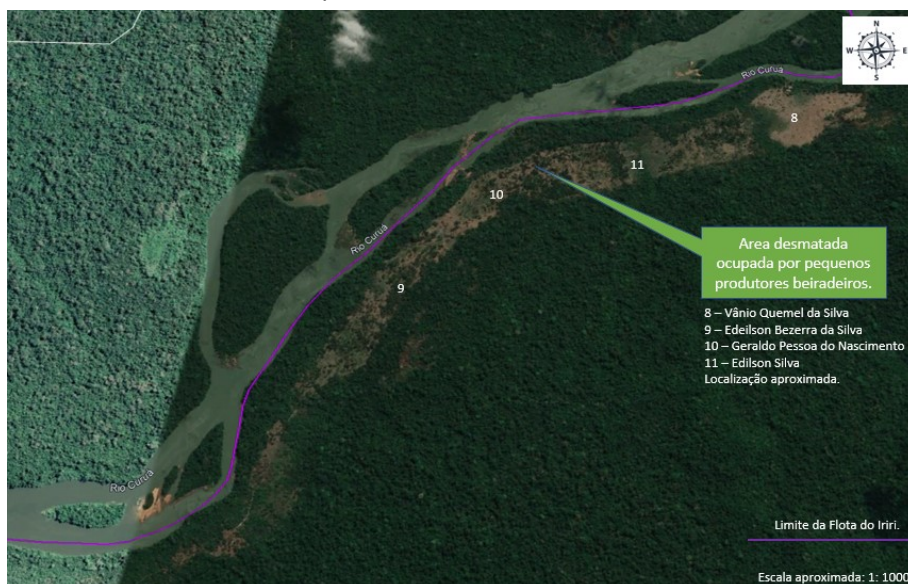 N
W
E
S
Rio Curuá
8
11
10
Rio Curuá
9
Area desmatada
ocupada por pequenos
produtores beiradeiros.
8 – Vânio Quemel da Silva
9 – Edeilson Bezerra da Silva
10 – Geraldo Pessoa do Nascimento
11 – Edilson Silva
Localização aproximada.
Rio Curuá
Limite da Flota do Iriri.
Escala aproximada: 1: 1000